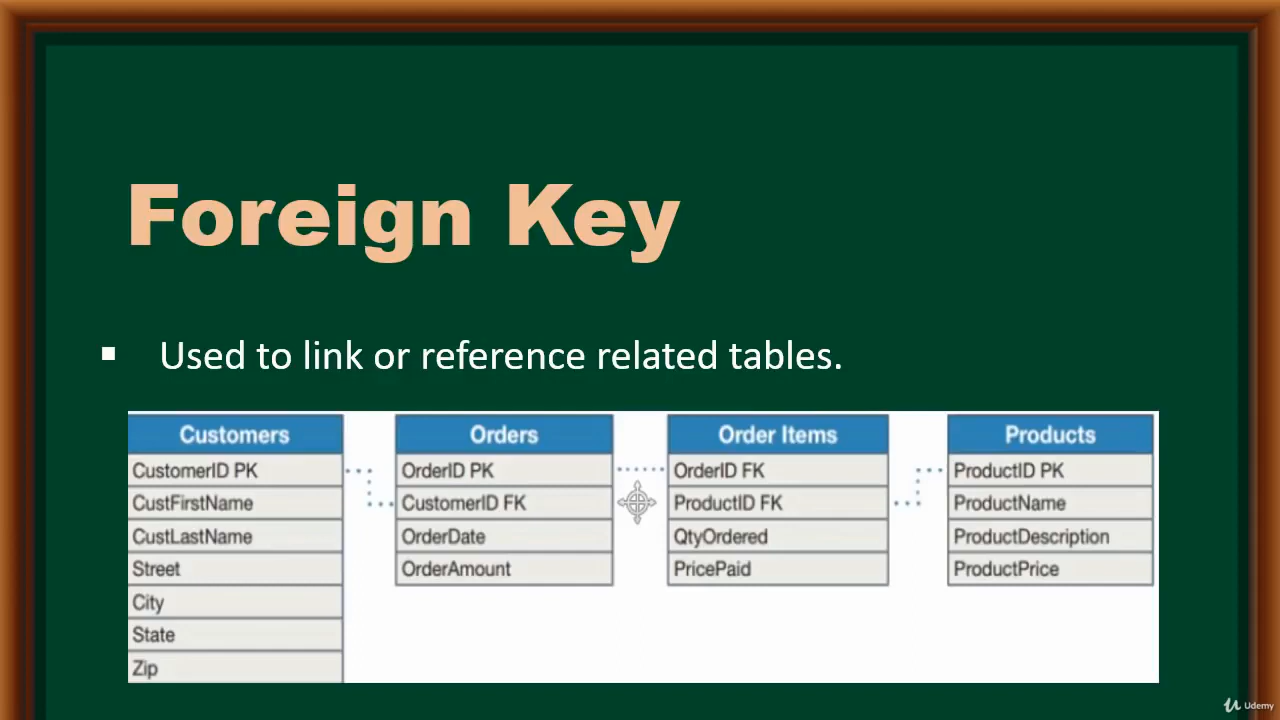 Foreign Key
▪ Used to link or reference related tables.
Customers
CustomerID PK
CustFirstName
CustLastName
Street
City
State
Zip
Orders
OrderID PK
CustomerID FK
OrderDate
OrderAmount
Order Items
OrderID FK
ProductID FK
QtyOrdered
PricePaid
Products
ProductID PK
ProductName
ProductDescription
ProductPrice
Udemy